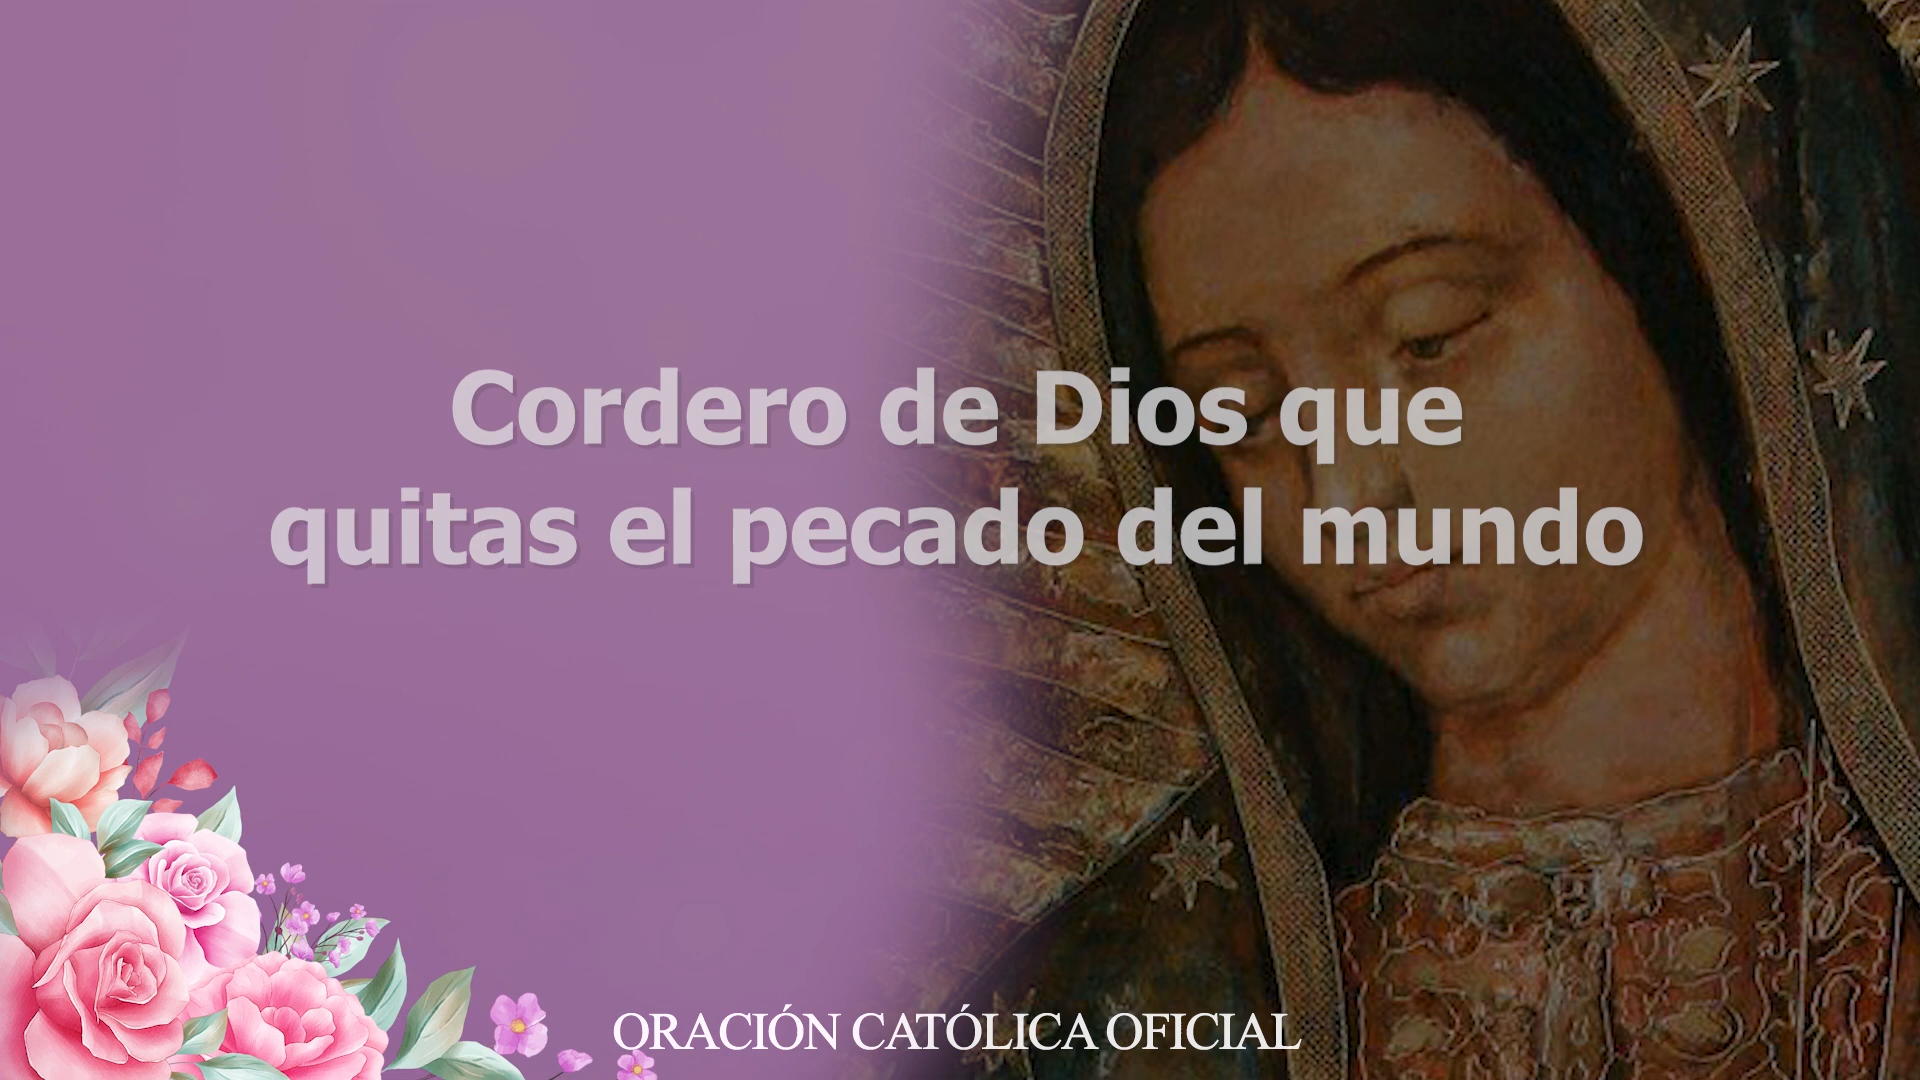 Cordero de Dios que
quitas el pecado del mundo
ORACIÓN CATÓLICA OFICIAL